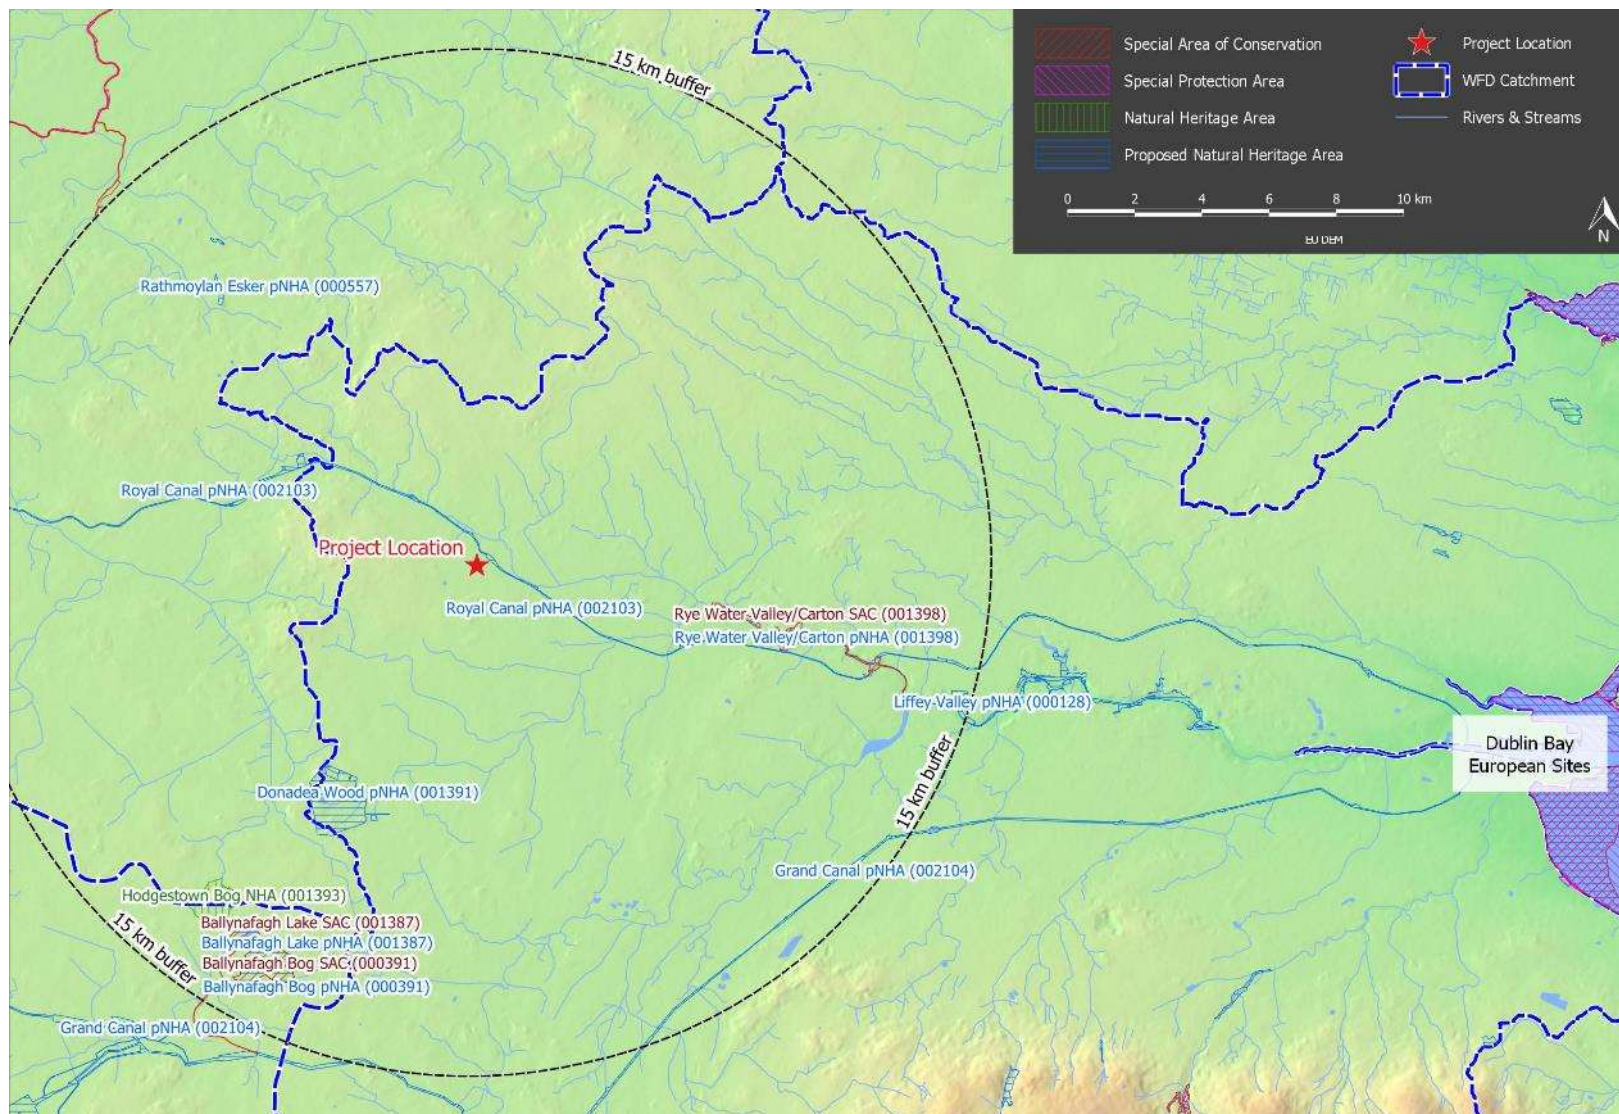 Special Area of Conservation
Special Protection Area
Natural Heritage Area
Proposed Natural Heritage Area
Project Location
WFD Catchment
Rivers & Streams
0 2 4 6 8 10 km
EU DEM
N
15 km buffer
Rathmoylan Esker pNHA (000557)
Royal Canal pNHA (002103)
Project Location
Royal Canal pNHA (002103)
Rye Water Valley/Carton SAC (001398)
Rye Water Valley/Carton pNHA (001398)
Liffey Valley pNHA (000128)
Dublin Bay
European Sites
15 km buffer
Donadea Wood pNHA (001391)
Grand Canal pNHA (002104)
Hodgestown Bog NHA (001393)
Ballynafagh Lake SAC (001387)
Ballynafagh Lake pNHA (001387)
Ballynafagh Bog SAC (000391)
Ballynafagh Bog pNHA (000391)
15 km buffer
Grand Canal pNHA (002104)